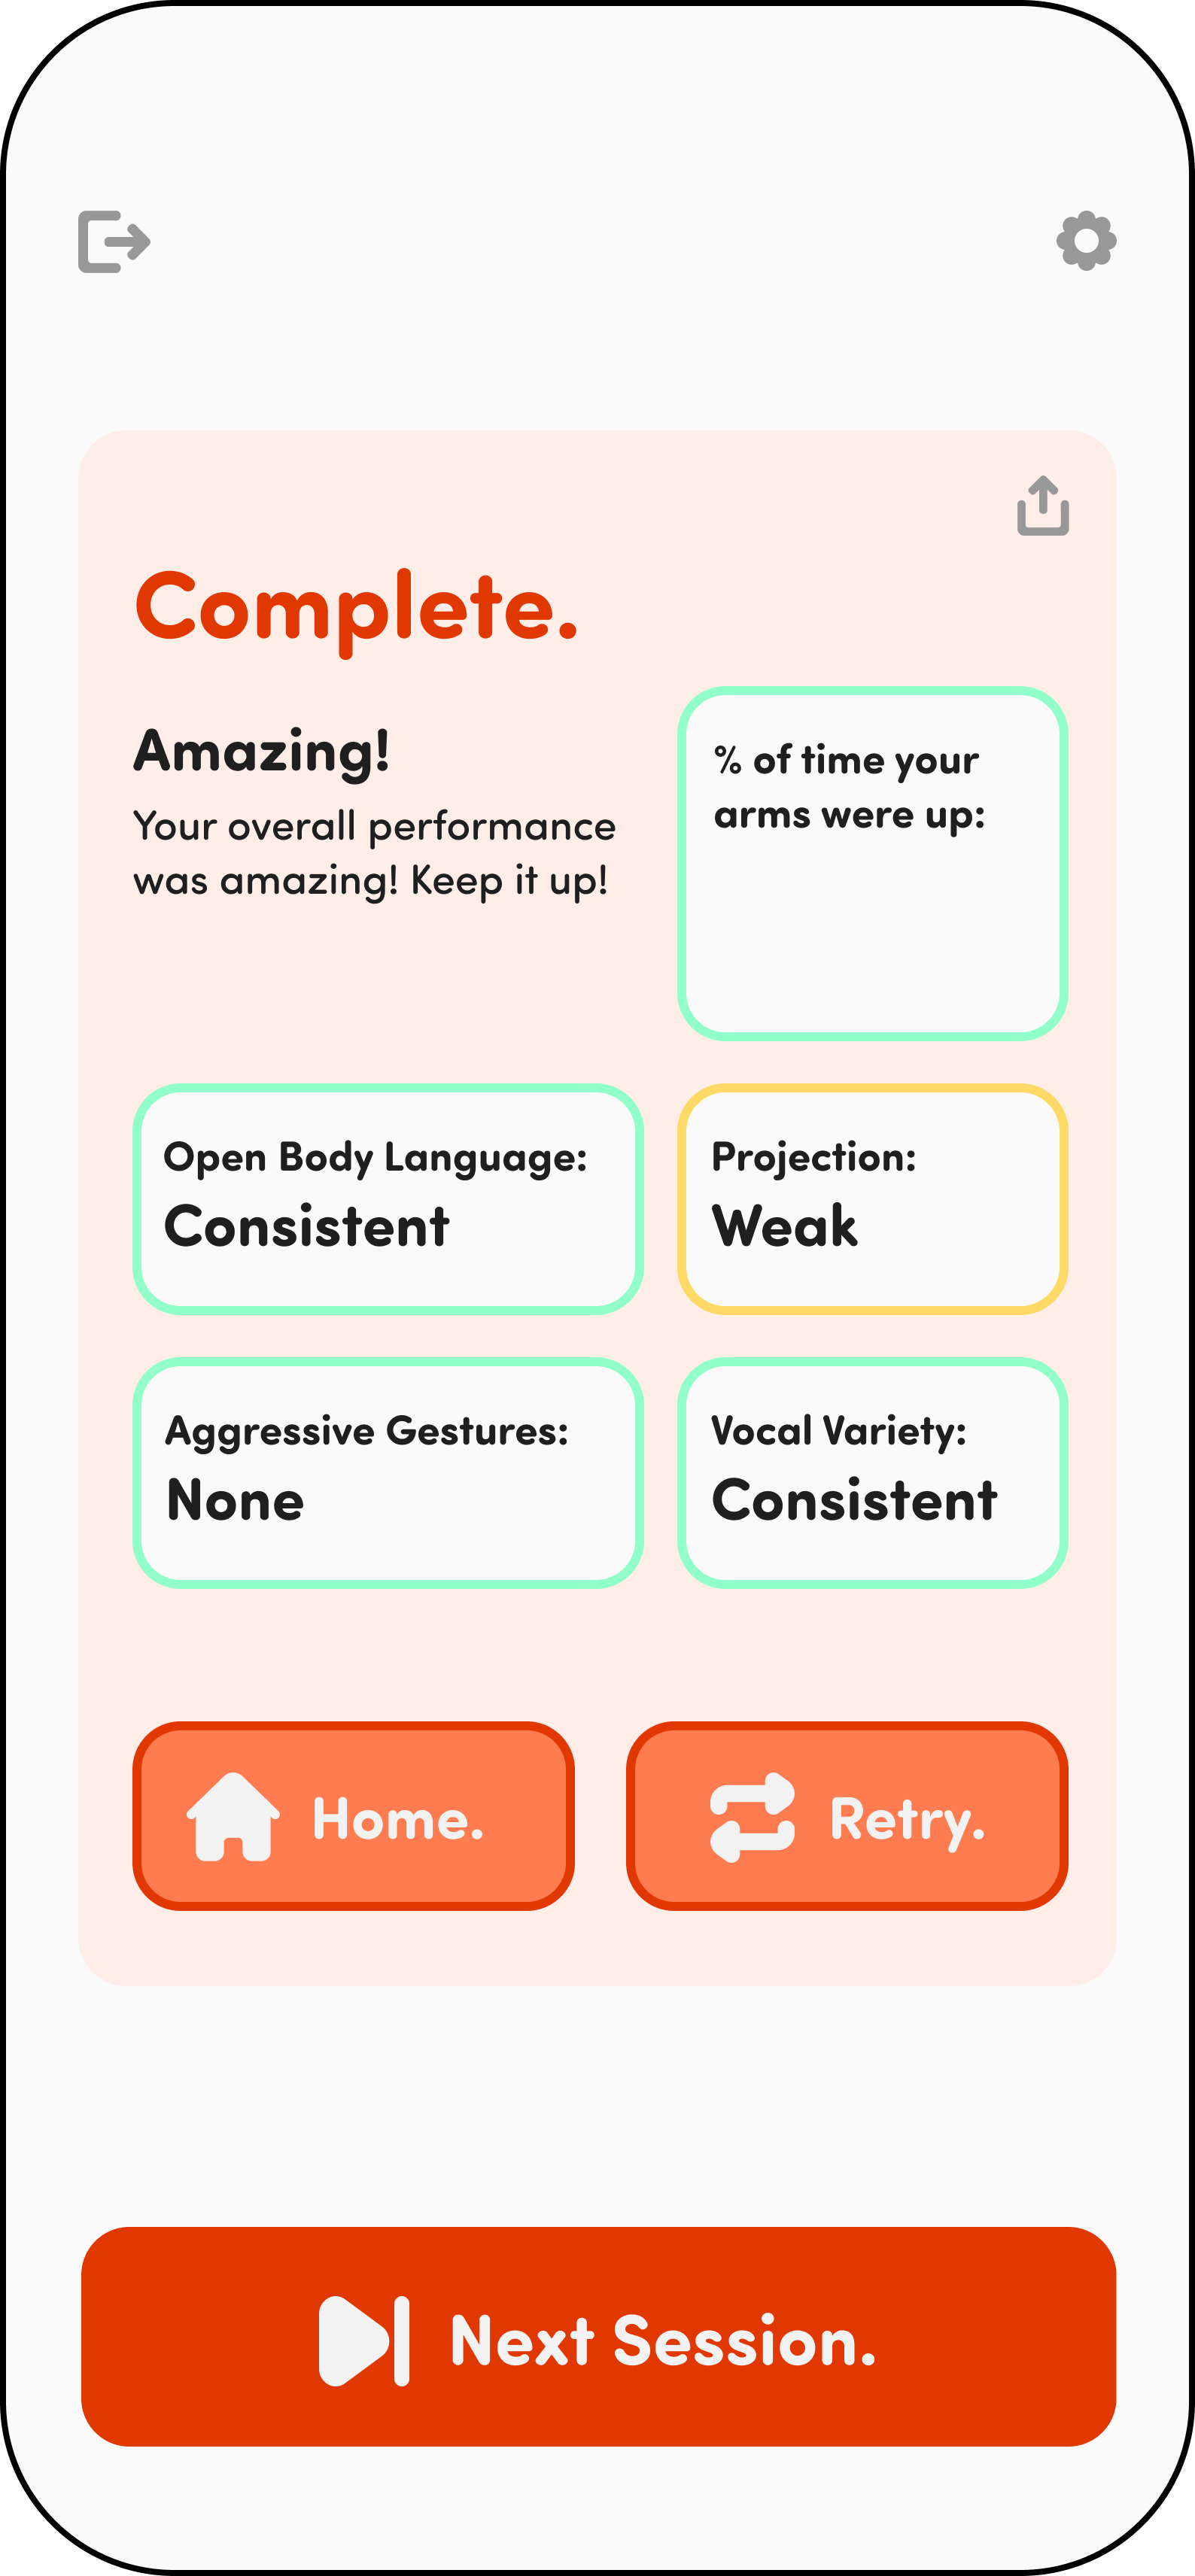 Complete.
Amazing!
Your overall performance
was amazing! Keep it up!
% of time your
arms were up:
Open Body Language:
Consistent
Projection:
Weak
Aggressive Gestures:
None
Vocal Variety:
Consistent
Home.
Retry.
Next Session.